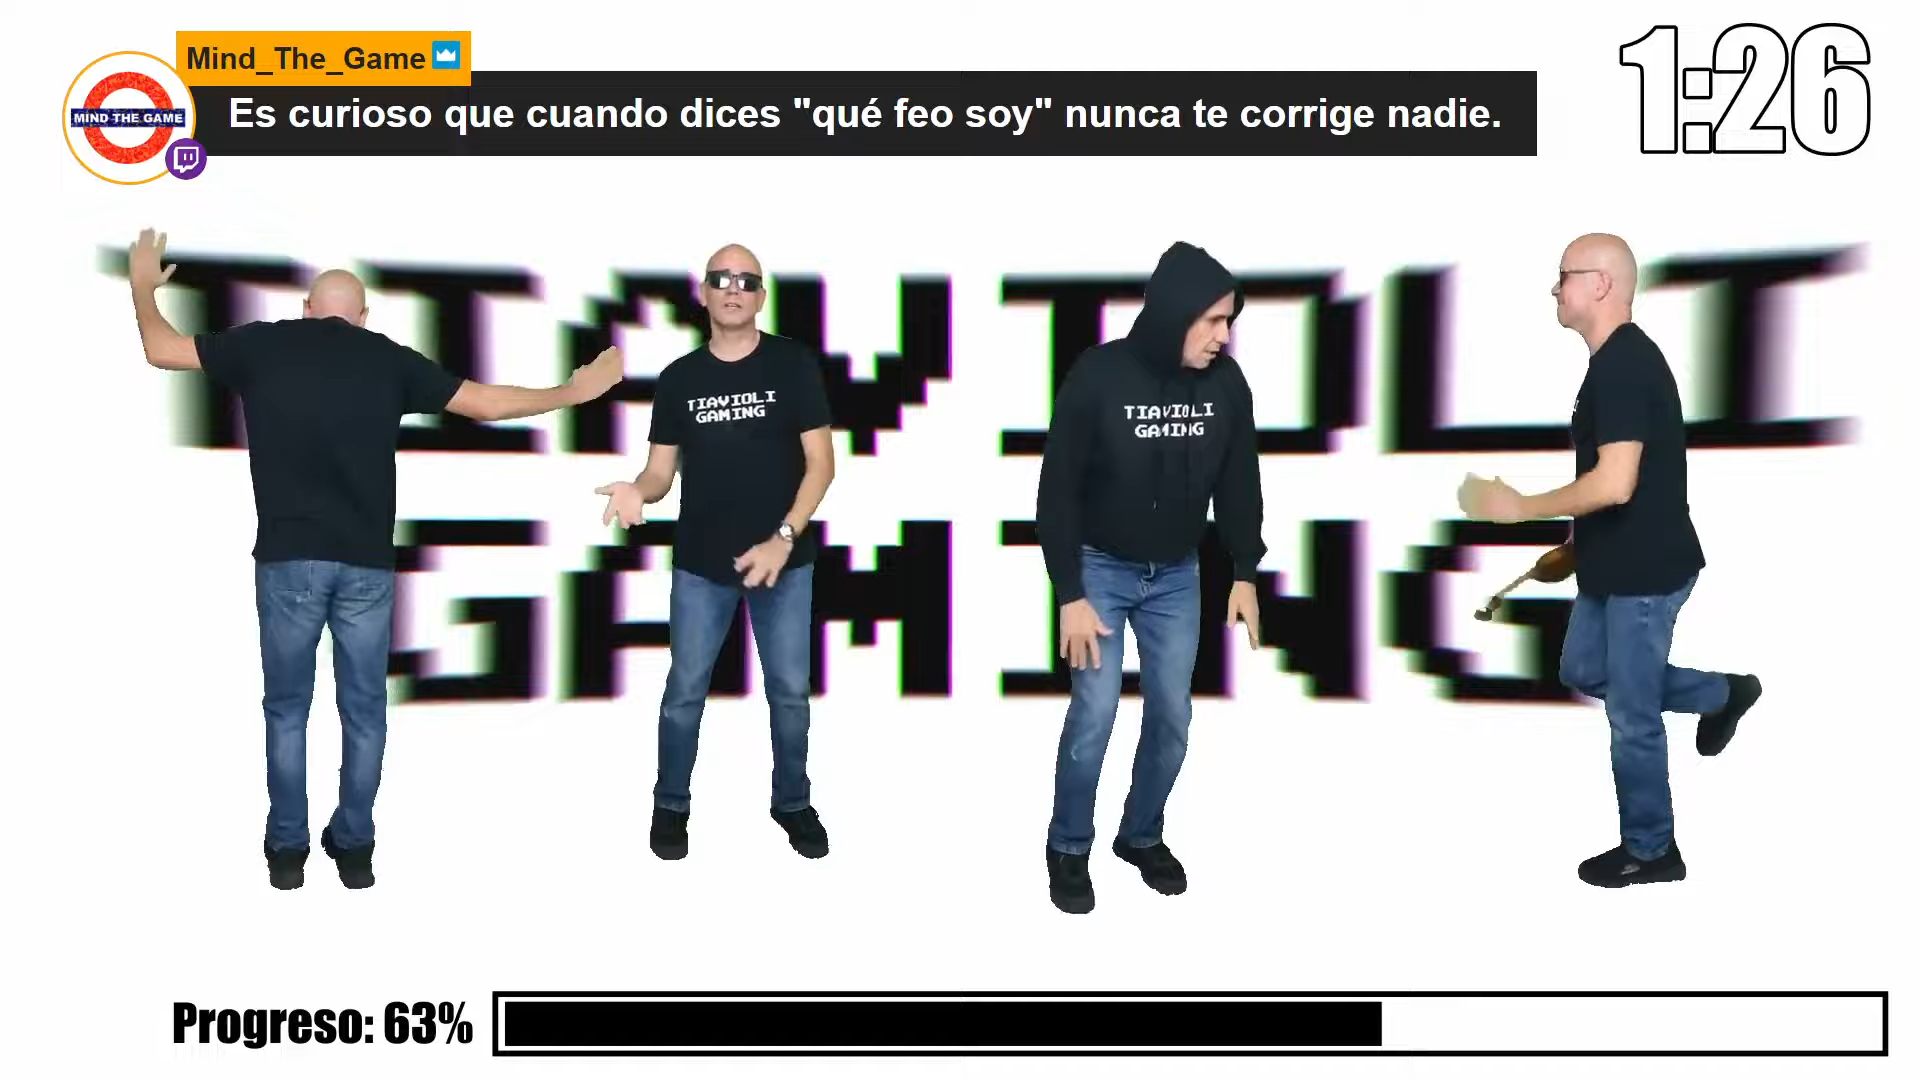 Mind_The_Game
Es curioso que cuando dices "qué feo soy" nunca te corrige nadie.
1:26
MIND THE GAME
TIAVIOLI
GAMING
TIAVIOLI
GAMING
TIAVIOLI
GAMING
Progreso: 63%